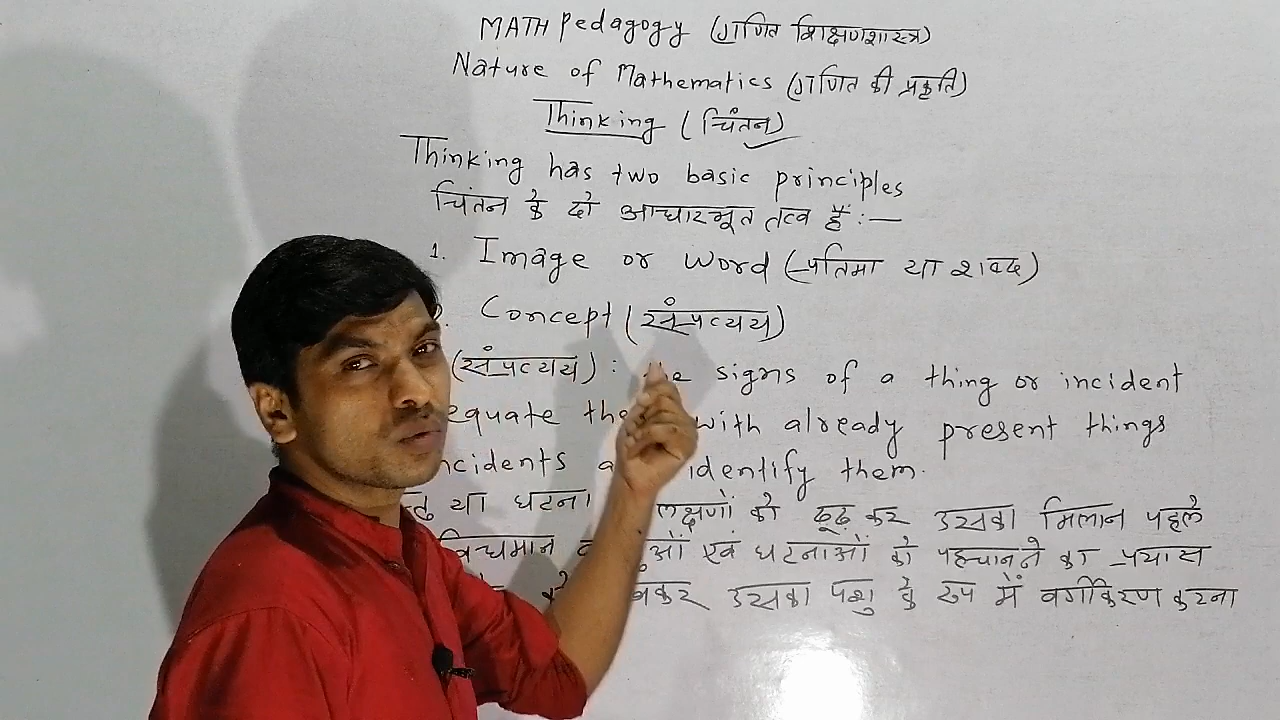 MATH Pedagogy (गणित शिक्षणशास्त्र)
Nature of Mathematics (गणित की प्रकृति)
Thinking (चिंतन)
Thinking has two basic principles
चिंतन के दो आधारभूत तत्व हैं :—
1. Image or Word (प्रतिमा या शब्द)
Concept (संप्रत्यय)
(संप्रत्यय) : the signs of a thing or incident
with already present things
identify them.
या घटना लक्षणों को ढूढ़ कर उसका मिलान पहले
विद्यमान एवं घटनाओं को पहचानने का प्रयास
उसका पशु के रूप में वर्गीकरण करना